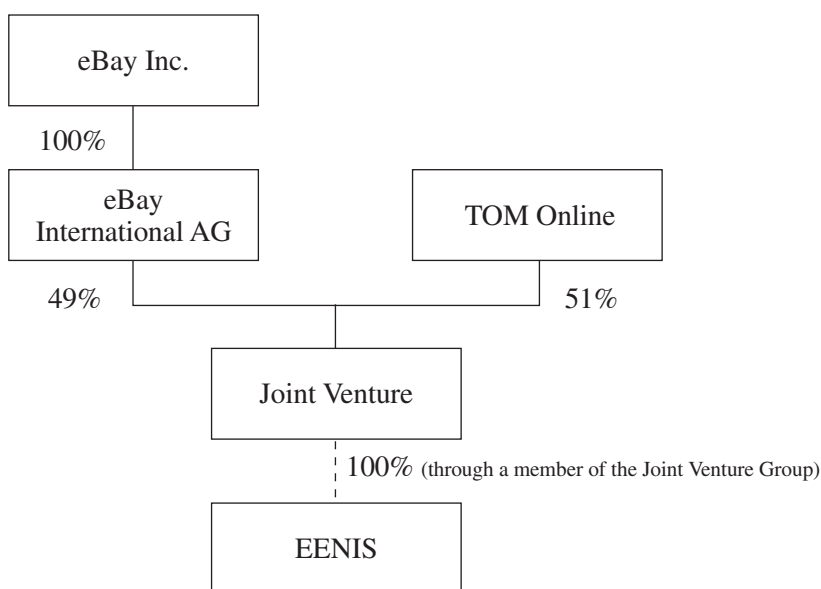 eBay Inc.
100%
eBay
International AG
TOM Online
49%
51%
Joint Venture
100% (through a member of the Joint Venture Group)
EENIS